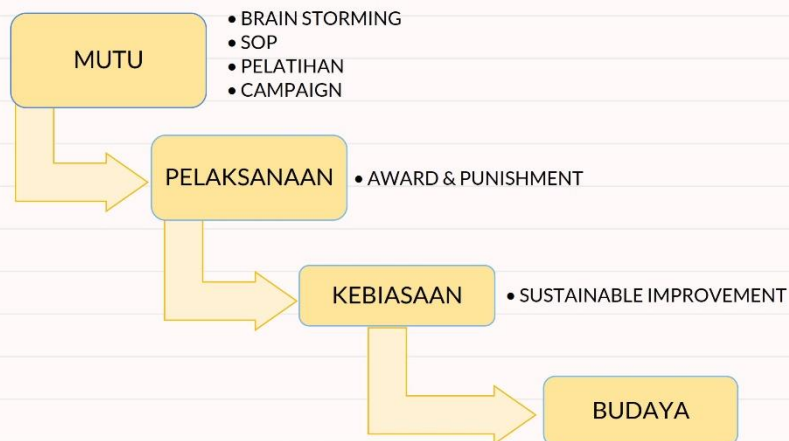 MUTU
• BRAIN STORMING
• SOP
• PELATIHAN
• CAMPAIGN
PELAKSANAAN
• AWARD & PUNISHMENT
KEBIASAAN
• SUSTAINABLE IMPROVEMENT
BUDAYA